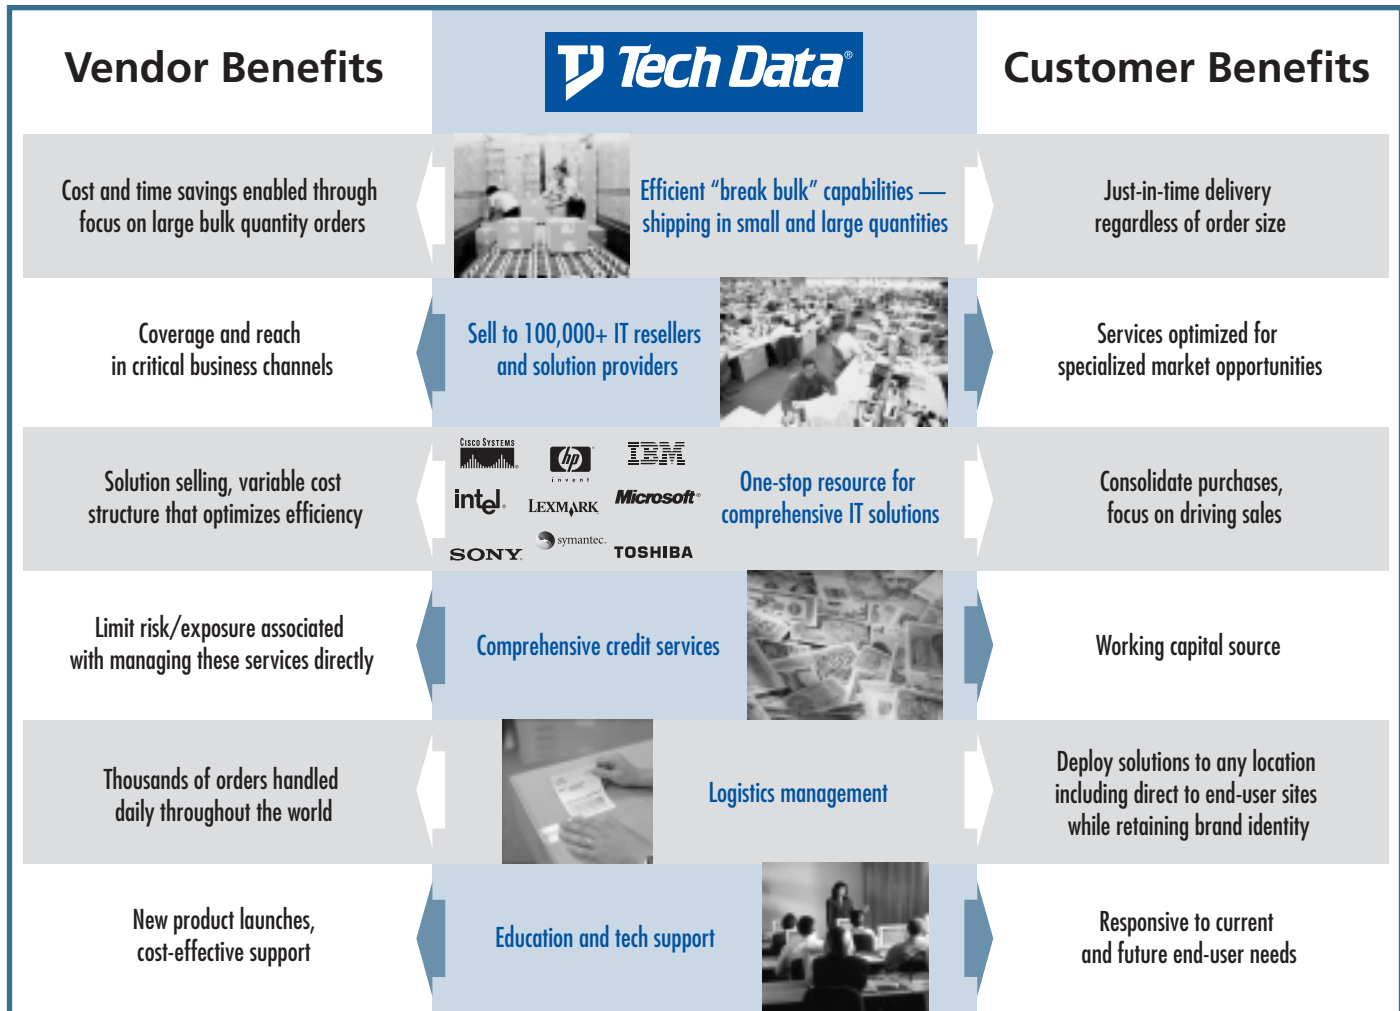 Vendor Benefits
Tech Data®
Customer Benefits
Cost and time savings enabled through
focus on large bulk quantity orders
Efficient “break bulk” capabilities —
shipping in small and large quantities
Just-in-time delivery
regardless of order size
Coverage and reach
in critical business channels
Sell to 100,000+ IT resellers
and solution providers
Services optimized for
specialized market opportunities
Solution selling, variable cost
structure that optimizes efficiency
CISCO SYSTEMS
hp
invent
IBM
intel®
LEXMARK
Microsoft®
SONY
symantec.
TOSHIBA
One-stop resource for
comprehensive IT solutions
Consolidate purchases,
focus on driving sales
Limit risk/exposure associated
with managing these services directly
Comprehensive credit services
Working capital source
Thousands of orders handled
daily throughout the world
Logistics management
Deploy solutions to any location
including direct to end-user sites
while retaining brand identity
New product launches,
cost-effective support
Education and tech support
Responsive to current
and future end-user needs